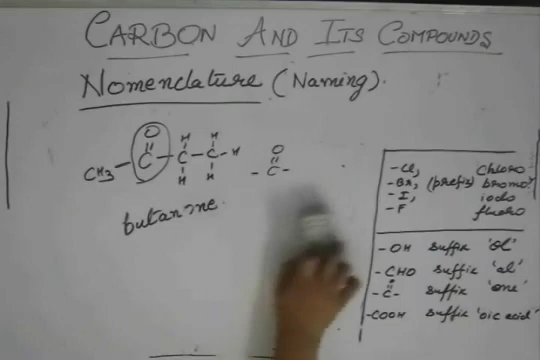 CARBON AND ITS COMPOUNDS
Nomenclature (Naming).
O
CH3 - C - C - C - H
H H
H H
butanone.
O
- C -
- Cl, Chloro
- Br, (prefix) bromo
- I, iodo
- F fluoro
- OH suffix 'ol'
- CHO suffix 'al'
- C - suffix 'one'
- COOH suffix 'oic acid'